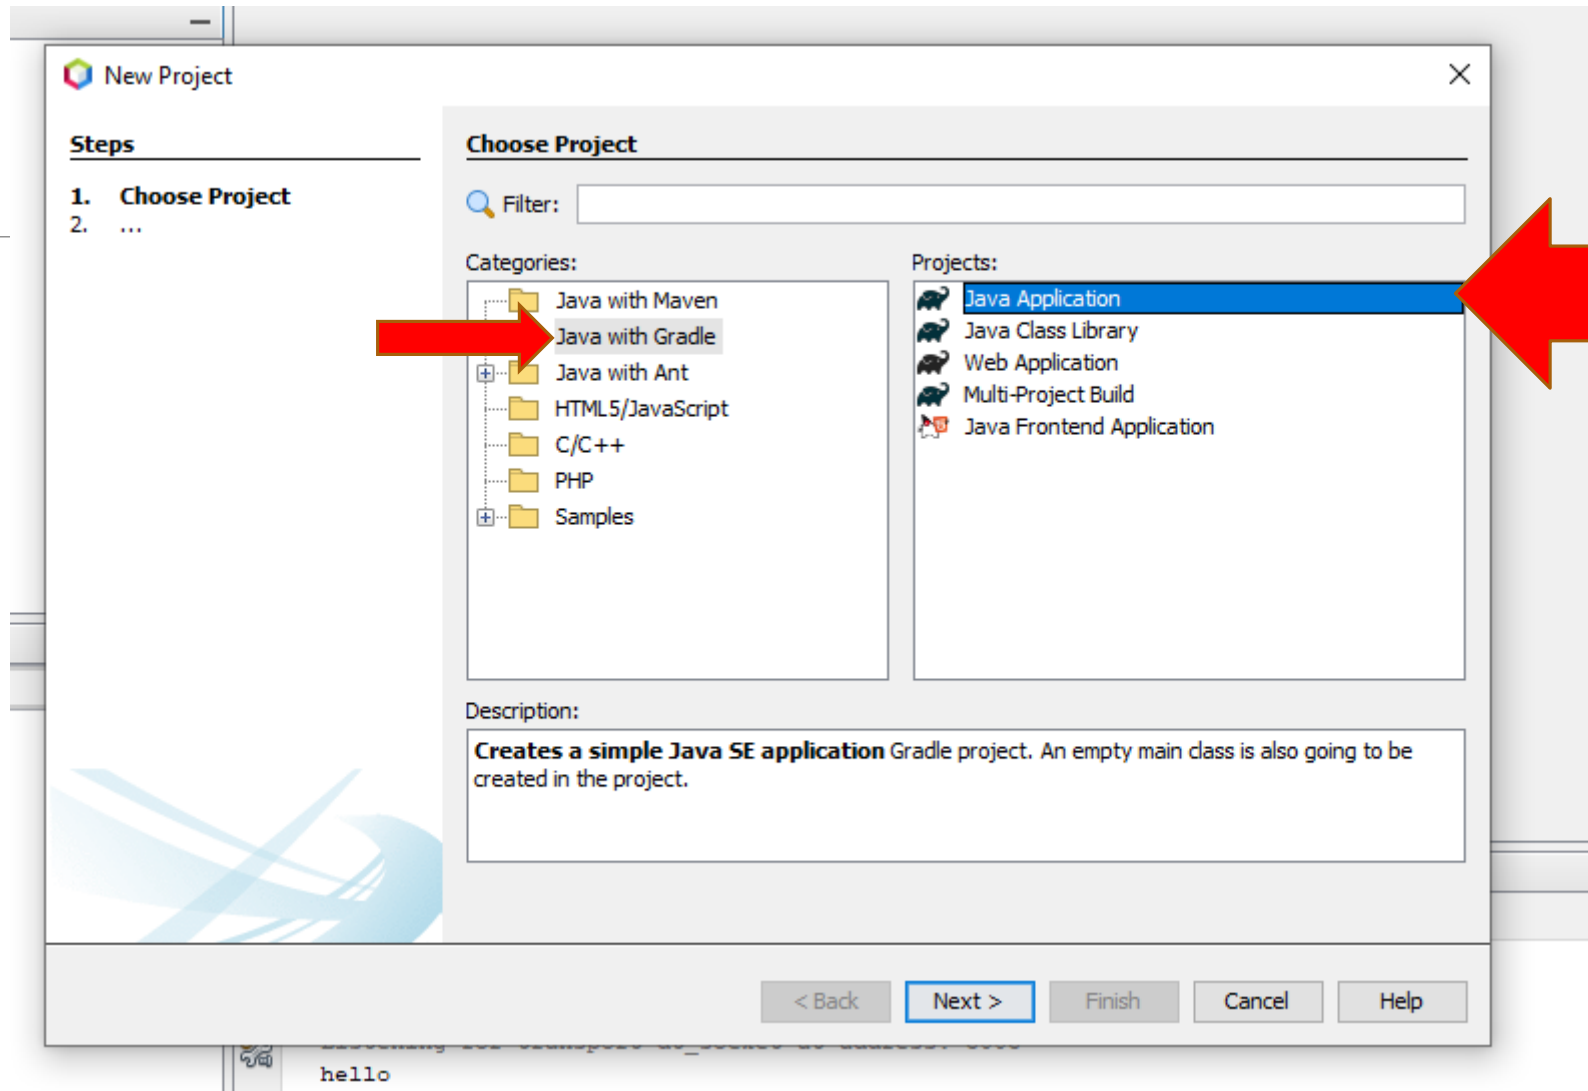 New Project
Steps
1. Choose Project
2. ...
Choose Project
Filter:
Categories:
Java with Maven
Java with Gradle
Java with Ant
HTML5/JavaScript
C/C++
PHP
Samples
Projects:
Java Application
Java Class Library
Web Application
Multi-Project Build
Java Frontend Application
Description:
Creates a simple Java SE application Gradle project. An empty main class is also going to be
created in the project.
< Back Next > Finish Cancel Help
hello